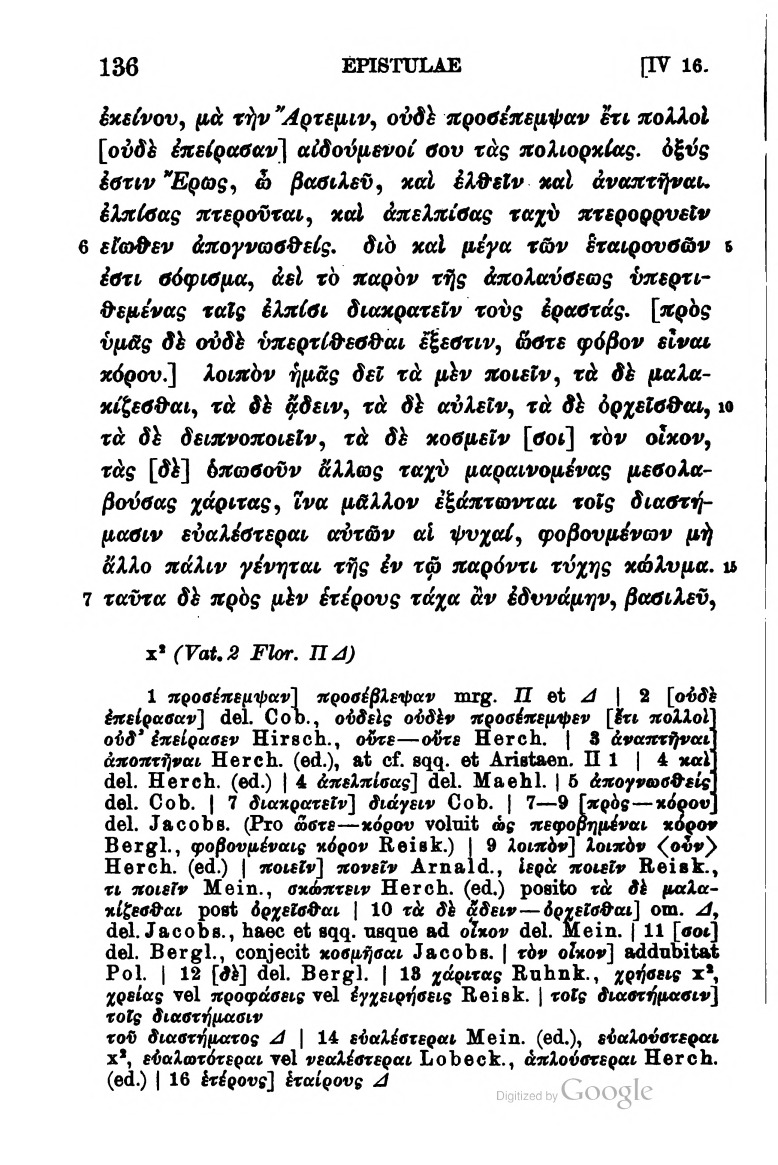 136 EPISTULAE [IV 16.
ἐκείνου, μὰ τὴν Ἄρτεμιν, οὐδὲ προσέπεμψαν ἔτι πολλοὶ
[οὐδὲ ἐπείρασαν] αἰδούμενοί σου τὰς πολιορκίας. ὀξύς
ἐστιν Ἔρως, ὦ βασιλεῦ, καὶ ἐλθεῖν καὶ ἀναπτῆναι.
ἐλπίσας πτεροῦται, καὶ ἀπελπίσας ταχὺ πτερορρυεῖν
6 εἴωθεν ἀπογνωσθείς. διὸ καὶ μέγα τῶν ἑταιρουσῶν 5
ἐστι σόφισμα, ἀεὶ τὸ παρὸν τῆς ἀπολαύσεως ὑπερτι-
θεμένας ταῖς ἐλπίσι διακρατεῖν τοὺς ἐραστάς. [πρὸς
ὑμᾶς δὲ οὐδὲ ὑπερτίθεσθαι ἔξεστιν, ὥστε φόβον εἶναι
κόρου.] λοιπὸν ἡμᾶς δεῖ τὰ μὲν ποιεῖν, τὰ δὲ μαλα-
κίζεσθαι, τὰ δὲ ᾄδειν, τὰ δὲ αὐλεῖν, τὰ δὲ ὀρχεῖσθαι, 10
τὰ δὲ δειπνοποιεῖν, τὰ δὲ κοσμεῖν [σοι] τὸν οἶκον,
τὰς [δὲ] ὁπωσοῦν ἄλλως ταχὺ μαραινομένας μεσολα-
βούσας χάριτας, ἵνα μᾶλλον ἐξάπτωνται τοῖς διαστή-
μασιν εὐαλέστεραι αὐτῶν αἱ ψυχαί, φοβουμένων μὴ
ἄλλο πάλιν γένηται τῆς ἐν τῷ παρόντι τύχης κώλυμα. 15
7 ταῦτα δὲ πρὸς μὲν ἑτέρους τάχα ἂν ἐδυνάμην, βασιλεῦ,
x² (Vat. 2 Flor. Π Δ)
1 προσέπεμψαν] προσέβλεψαν mrg. Π et Δ | 2 [οὐδὲ
ἐπείρασαν] del. Cob., οὐδεὶς οὐδὲν προσέπεμψεν [ἔτι πολλοὶ]
οὐδ' ἐπείρασεν Hirsch., οὔτε—οὔτε Herch. | 3 ἀναπτῆναι]
ἀποπτῆναι Herch. (ed.), at cf. sqq. et Aristaen. II 1 | 4 καὶ]
del. Herch. (ed.) | 4 ἀπελπίσας] del. Maehl. | 5 ἀπογνωσθείς]
del. Cob. | 7 διακρατεῖν] διάγειν Cob. | 7—9 [πρὸς—κόρου]
del. Jacobs. (Pro ὥστε—κόρου voluit ὡς πεφοβημέναι κόρον
Bergl., φοβουμέναις κόρον Reisk.) | 9 λοιπὸν] λοιπὸν ⟨οὖν⟩
Herch. (ed.) | ποιεῖν] πονεῖν Arnald., ἱερὰ ποιεῖν Reisk.,
τι ποιεῖν Mein., σκώπτειν Herch. (ed.) posito τὰ δὲ μαλα-
κίζεσθαι post ὀρχεῖσθαι | 10 τὰ δὲ ᾄδειν—ὀρχεῖσθαι] om. Δ,
del. Jacobs., haec et sqq. usque ad οἶκον del. Mein. | 11 [σοι]
del. Bergl., conjecit κοσμῆσαι Jacobs. | τὸν οἶκον] addubitat
Pol. | 12 [δὲ] del. Bergl. | 13 χάριτας Ruhnk., χρήσεις x²,
χρείας vel προφάσεις vel ἐγχειρήσεις Reisk. | τοῖς διαστήμασιν]
τοῖς διαστήμασιν
τοῦ διαστήματος Δ | 14 εὐαλέστεραι Mein. (ed.), εὐαλούστεραι
x², εὐαλωτότεραι vel νεαλέστεραι Lobeck., ἁπλούστεραι Herch.
(ed.) | 16 ἑτέρους] ἑταίρους Δ
Digitized by Google